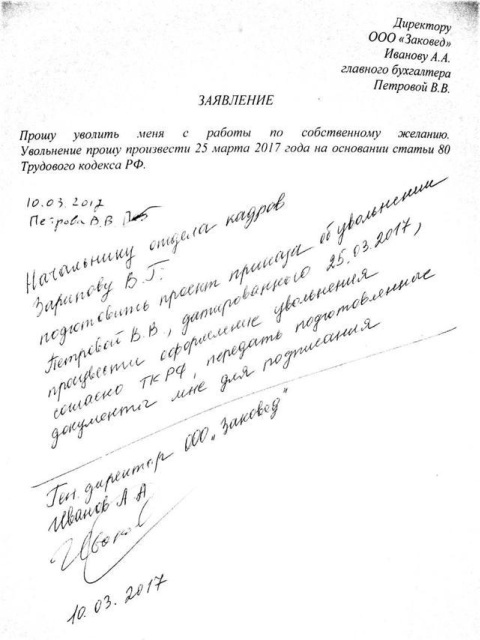 Директору
ООО «Заковед»
Иванову А.А.
главного бухгалтера
Петровой В.В.
ЗАЯВЛЕНИЕ
Прошу уволить меня с работы по собственному желанию.
Увольнение прошу произвести 25 марта 2017 года на основании статьи 80
Трудового кодекса РФ.
10.03.2017
Петрова В.В
Начальнику отдела кадров
Зарипову В.Г.
подготовить проект приказа об увольнении
Петровой В.В., датированного 25.03.2017,
произвести оформление увольнения
согласно ТК РФ, передать подготовленные
документы мне для подписания
Ген. директор ООО „Заковед"
Иванов А А
Иванов
10.03.2017